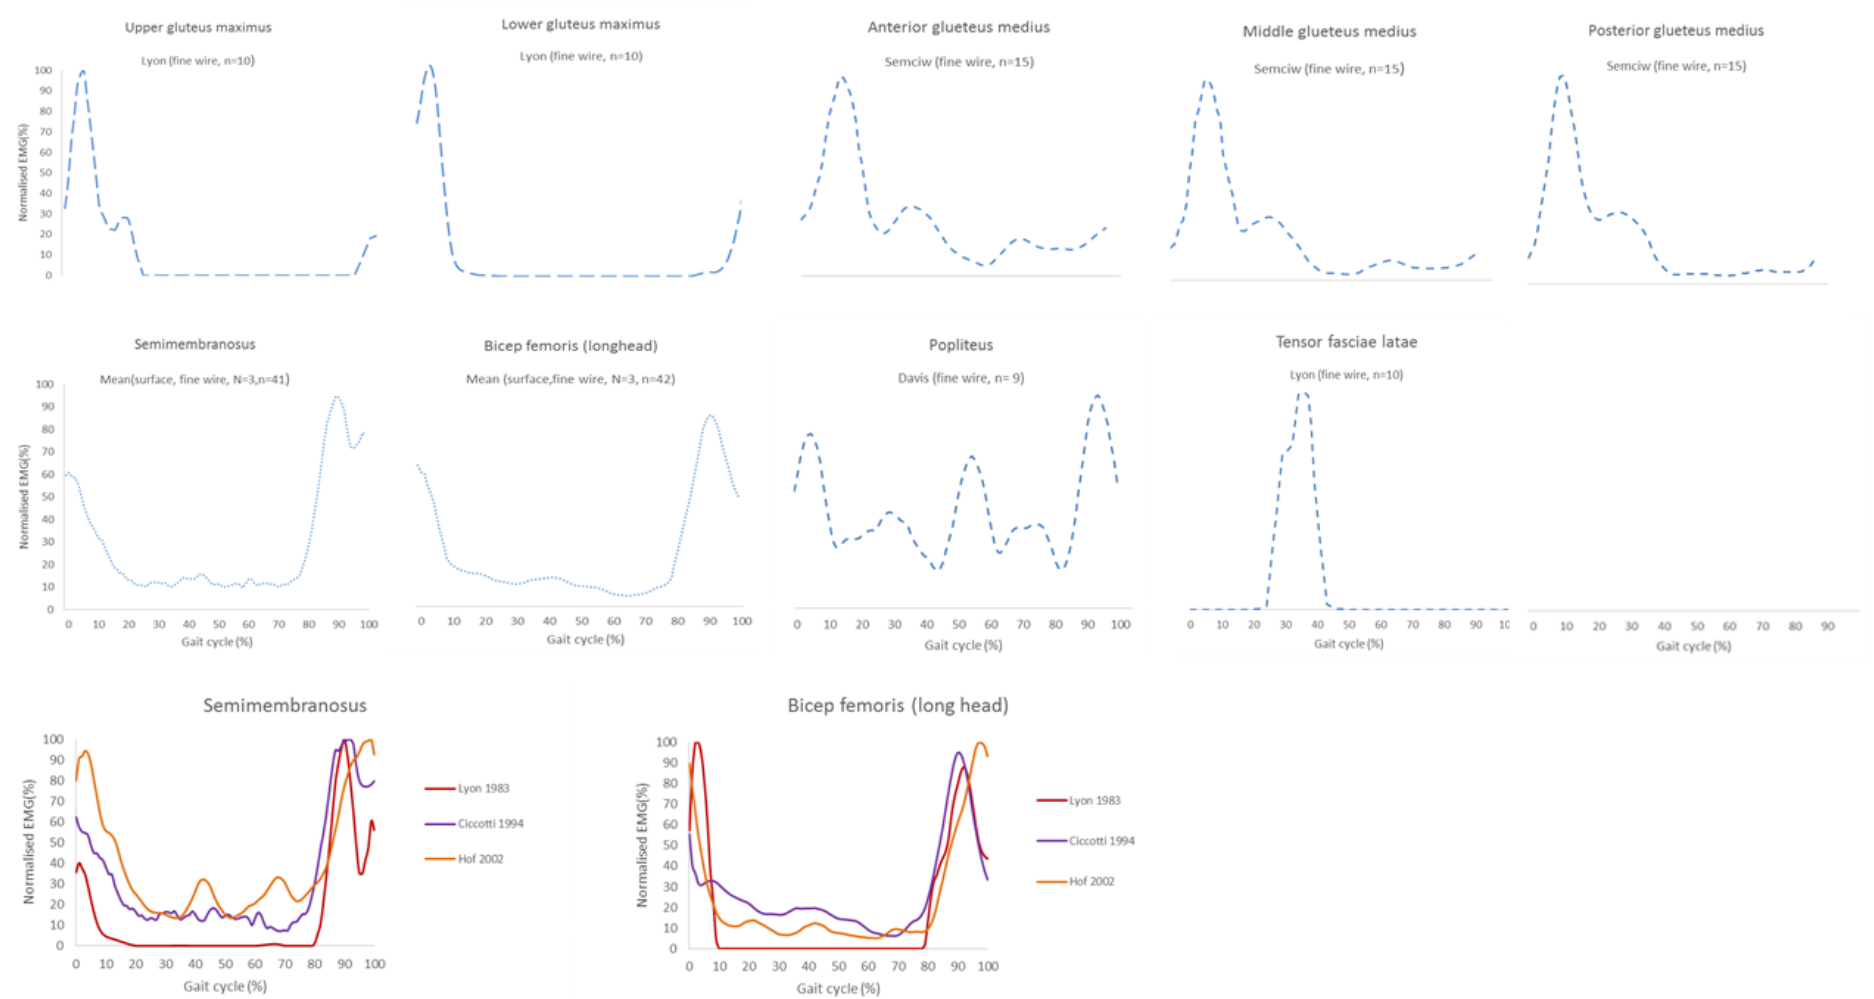 Upper gluteus maximus
Lyon (fine wire, n=10)
Lower gluteus maximus
Lyon (fine wire, n=10)
Anterior glueteus medius
Semciw (fine wire, n=15)
Middle glueteus medius
Semciw (fine wire, n=15)
Posterior glueteus medius
Semciw (fine wire, n=15)
Normalised EMG(%)
100
90
80
70
60
50
40
30
20
10
0
Semimembranosus
Mean(surface, fine wire, N=3,n=41)
Bicep femoris (longhead)
Mean (surface,fine wire, N=3, n=42)
Popliteus
Davis (fine wire, n= 9)
Tensor fasciae latae
Lyon (fine wire, n=10)
Normalised EMG(%)
100
90
80
70
60
50
40
30
20
10
0
0 10 20 30 40 50 60 70 80 90 100
Gait cycle (%)
0 10 20 30 40 50 60 70 80 90 100
Gait cycle (%)
0 10 20 30 40 50 60 70 80 90 100
Gait cycle (%)
0 10 20 30 40 50 60 70 80 90 10
Gait cycle (%)
0 10 20 30 40 50 60 70 80 90
Gait cycle (%)
Semimembranosus
Normalised EMG(%)
100
90
80
70
60
50
40
30
20
10
0
0 10 20 30 40 50 60 70 80 90 100
Gait cycle (%)
Lyon 1983
Ciccotti 1994
Hof 2002
Bicep femoris (long head)
Normalised EMG(%)
100
90
80
70
60
50
40
30
20
10
0
0 10 20 30 40 50 60 70 80 90 100
Gait cycle (%)
Lyon 1983
Ciccotti 1994
Hof 2002